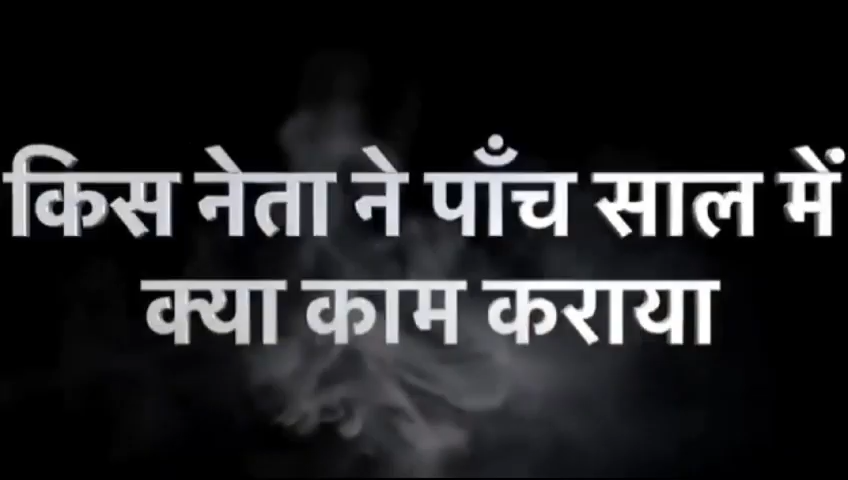 किस नेता ने पाँच साल में
क्या काम कराया